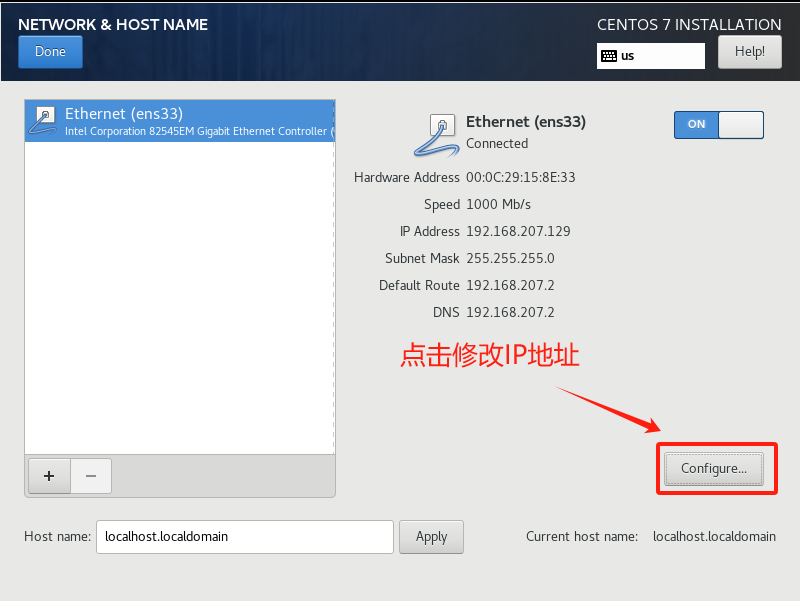 NETWORK & HOST NAME
CENTOS 7 INSTALLATION
Done
us
Help!
Ethernet (ens33)
Intel Corporation 82545EM Gigabit Ethernet Controller (
Ethernet (ens33)
Connected
ON
Hardware Address 00:0C:29:15:8E:33
Speed 1000 Mb/s
IP Address 192.168.207.129
Subnet Mask 255.255.255.0
Default Route 192.168.207.2
DNS 192.168.207.2
点击修改IP地址
Configure...
+ −
Host name: localhost.localdomain Apply Current host name: localhost.localdomain